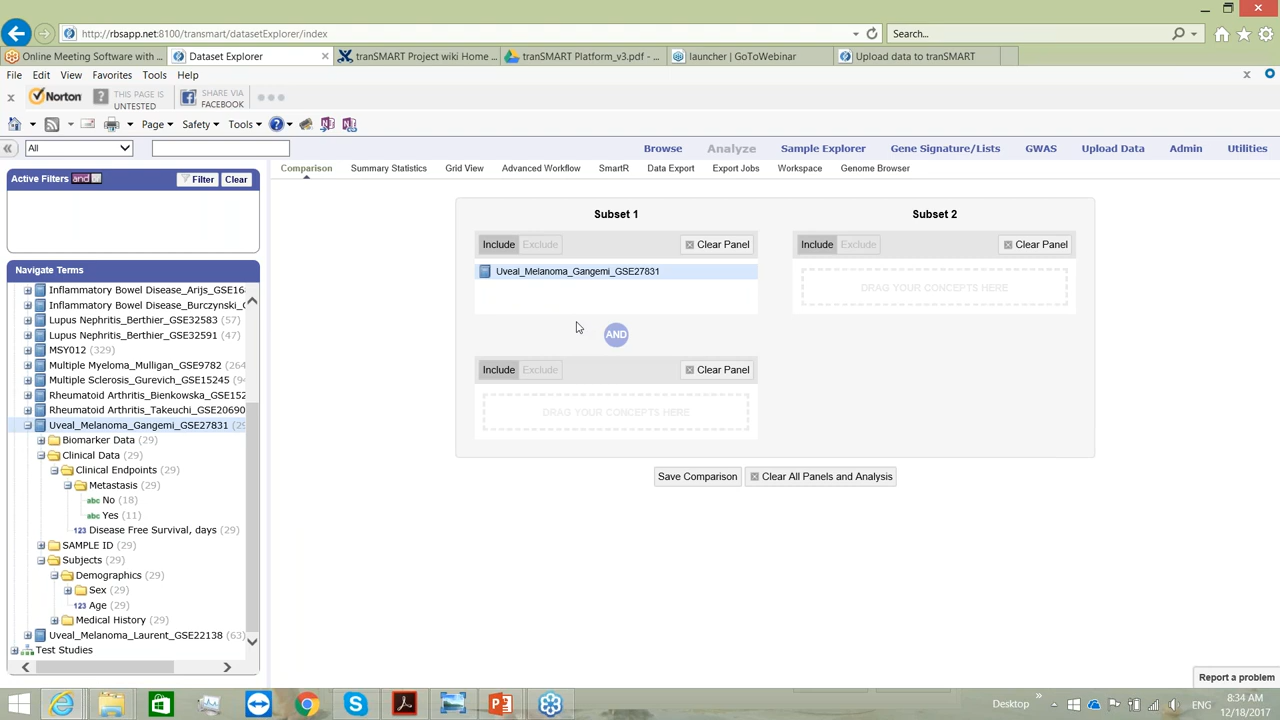 http://rbsapp.net:8100/transmart/datasetExplorer/index
Search...
Online Meeting Software with ...
Dataset Explorer
tranSMART Project wiki Home ...
tranSMART Platform_v3.pdf - ...
launcher | GoToWebinar
Upload data to tranSMART
File Edit View Favorites Tools Help
x Norton
THIS PAGE IS
UNTESTED
SHARE VIA
FACEBOOK
Page Safety Tools
All
Browse Analyze Sample Explorer Gene Signature/Lists GWAS Upload Data Admin Utilities
Comparison Summary Statistics Grid View Advanced Workflow SmartR Data Export Export Jobs Workspace Genome Browser
Active Filters and Filter Clear
Navigate Terms
Inflammatory Bowel Disease_Arijs_GSE16
Inflammatory Bowel Disease_Burczynski_
Lupus Nephritis_Berthier_GSE32583 (57)
Lupus Nephritis_Berthier_GSE32591 (47)
MSY012 (329)
Multiple Myeloma_Mulligan_GSE9782 (264
Multiple Sclerosis_Gurevich_GSE15245 (9
Rheumatoid Arthritis_Bienkowska_GSE152
Rheumatoid Arthritis_Takeuchi_GSE20690
Uveal_Melanoma_Gangemi_GSE27831 (29
Biomarker Data (29)
Clinical Data (29)
Clinical Endpoints (29)
Metastasis (29)
abc No (18)
abc Yes (11)
123 Disease Free Survival, days (29)
SAMPLE ID (29)
Subjects (29)
Demographics (29)
Sex (29)
123 Age (29)
Medical History (29)
Uveal_Melanoma_Laurent_GSE22138 (63)
Test Studies
Subset 1
Include Exclude Clear Panel
Uveal_Melanoma_Gangemi_GSE27831
AND
Include Exclude Clear Panel
DRAG YOUR CONCEPTS HERE
Subset 2
Include Exclude Clear Panel
DRAG YOUR CONCEPTS HERE
Save Comparison Clear All Panels and Analysis
Report a problem
Desktop » ENG
8:34 AM
12/18/2017